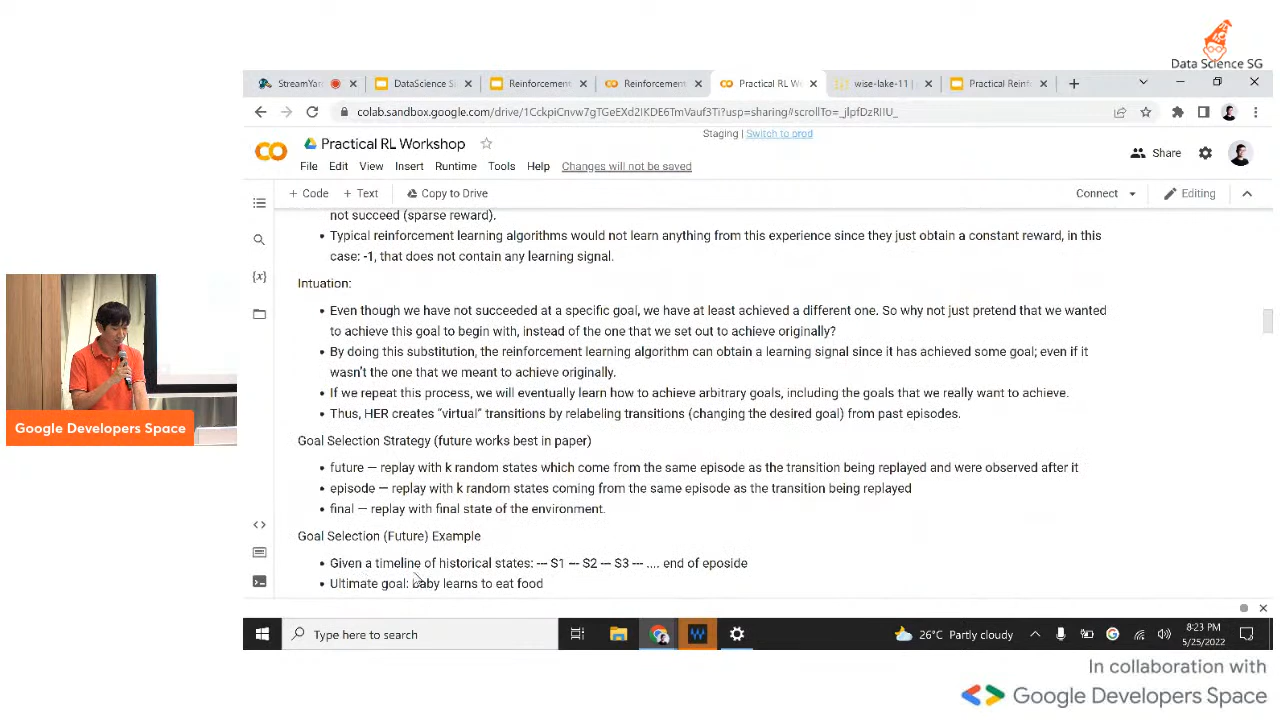 Data Science SG
StreamYar
DataScience S
Reinforcement
Reinforcement
Practical RL W
wise-lake-11 |
Practical Reinf
colab.sandbox.google.com/drive/1CckpiCnvw7gTGeEXd2IKDE6TmVauf3Ti?usp=sharing#scrollTo=_jlpfDzRIIU_
Staging | Switch to prod
Practical RL Workshop
Share
File Edit View Insert Runtime Tools Help Changes will not be saved
+ Code + Text Copy to Drive Connect Editing
not succeed (sparse reward).
• Typical reinforcement learning algorithms would not learn anything from this experience since they just obtain a constant reward, in this
case: -1, that does not contain any learning signal.
Intuation:
• Even though we have not succeeded at a specific goal, we have at least achieved a different one. So why not just pretend that we wanted
to achieve this goal to begin with, instead of the one that we set out to achieve originally?
• By doing this substitution, the reinforcement learning algorithm can obtain a learning signal since it has achieved some goal; even if it
wasn't the one that we meant to achieve originally.
• If we repeat this process, we will eventually learn how to achieve arbitrary goals, including the goals that we really want to achieve.
• Thus, HER creates "virtual" transitions by relabeling transitions (changing the desired goal) from past episodes.
Goal Selection Strategy (future works best in paper)
• future — replay with k random states which come from the same episode as the transition being replayed and were observed after it
• episode — replay with k random states coming from the same episode as the transition being replayed
• final — replay with final state of the environment.
Goal Selection (Future) Example
• Given a timeline of historical states: --- S1 --- S2 --- S3 --- .... end of eposide
• Ultimate goal: baby learns to eat food
Google Developers Space
Type here to search
26°C Partly cloudy
8:23 PM
5/25/2022
In collaboration with
Google Developers Space